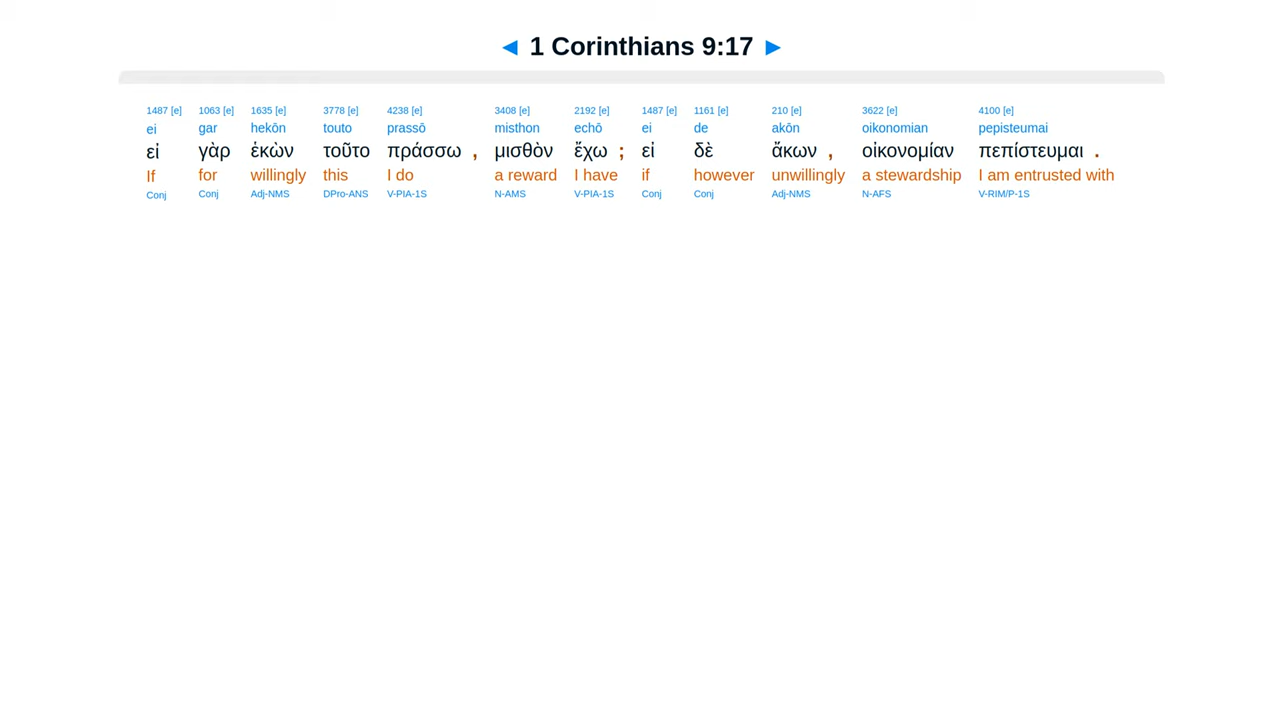 ◄ 1 Corinthians 9:17 ►
1487 [e] 1063 [e] 1635 [e] 3778 [e] 4238 [e] 3408 [e] 2192 [e] 1487 [e] 1161 [e] 210 [e] 3622 [e] 4100 [e]
ei gar hekōn touto prassō misthon echō ei de akōn oikonomian pepisteumai
εἰ γὰρ ἑκὼν τοῦτο πράσσω , μισθὸν ἔχω ; εἰ δὲ ἄκων , οἰκονομίαν πεπίστευμαι .
If for willingly this I do a reward I have if however unwillingly a stewardship I am entrusted with
Conj Conj Adj-NMS DPro-ANS V-PIA-1S N-AMS V-PIA-1S Conj Conj Adj-NMS N-AFS V-RIM/P-1S